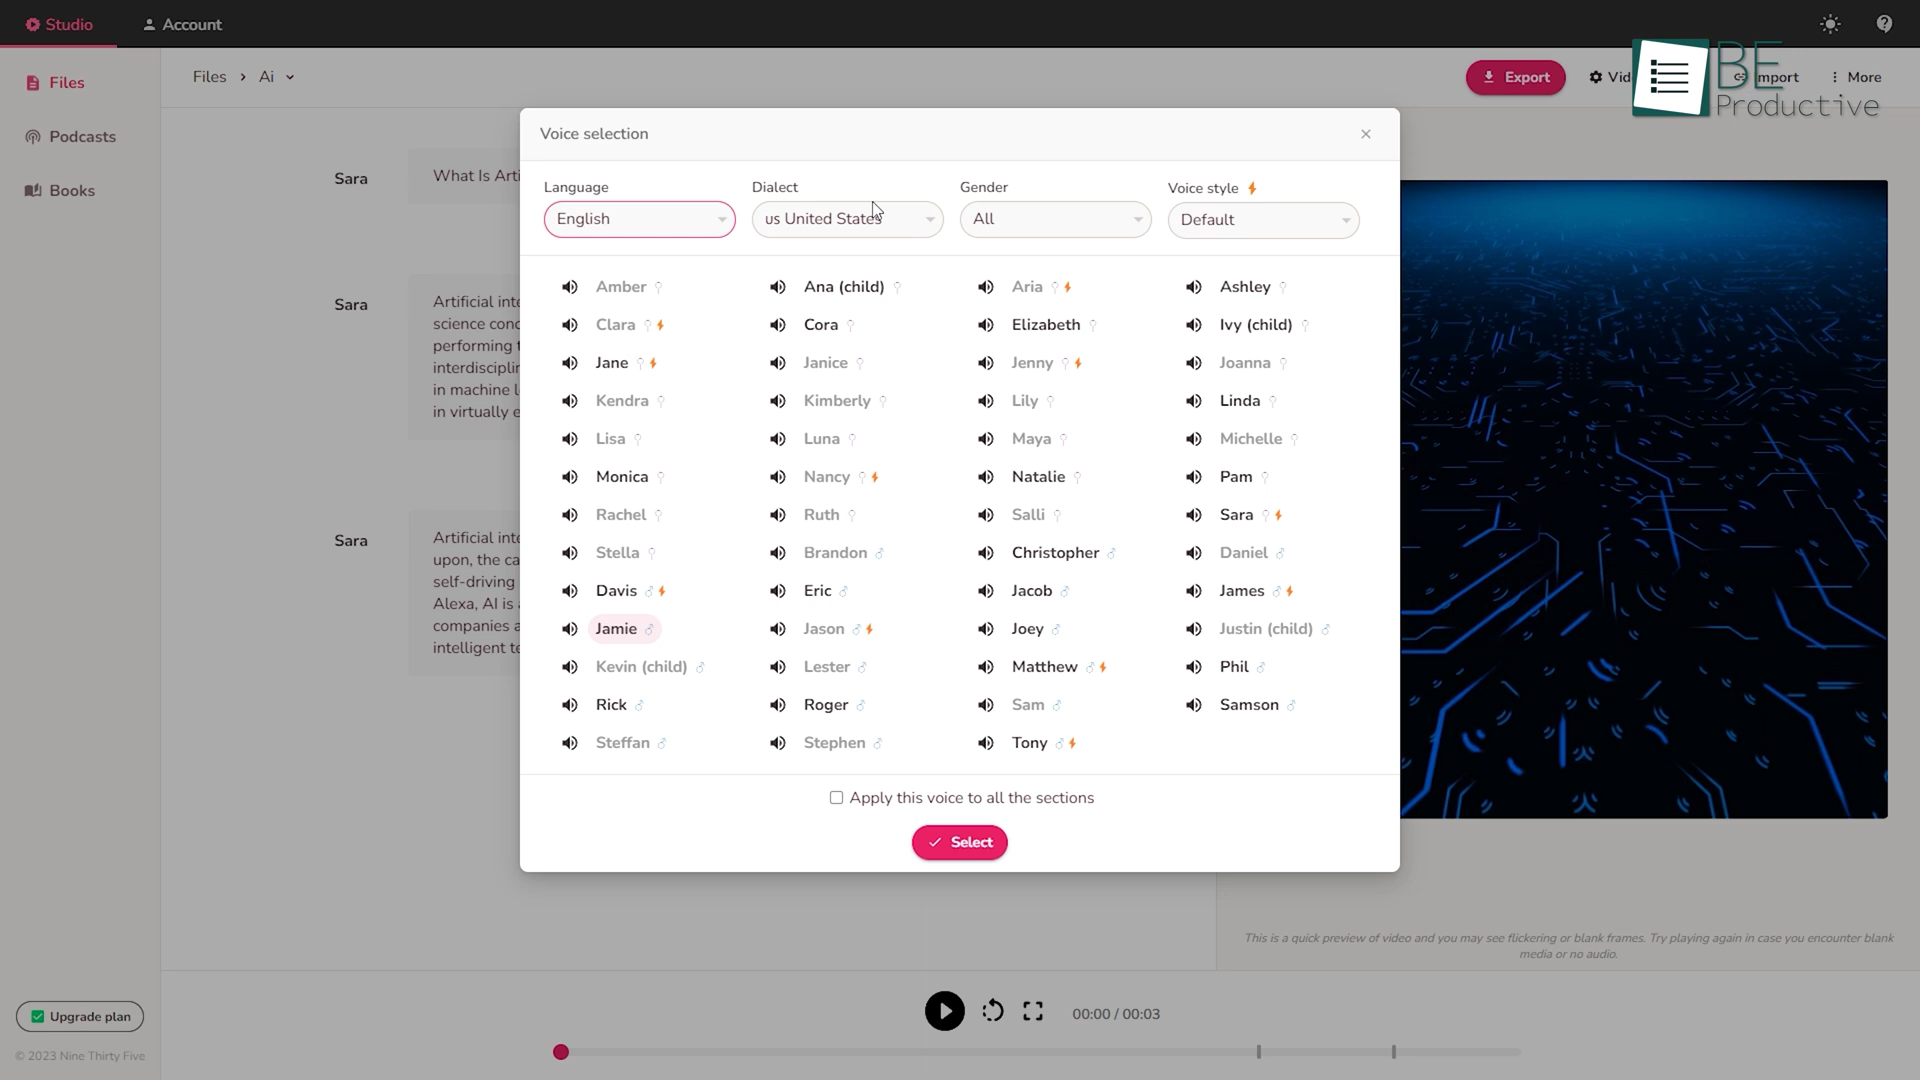 Studio
Account
Files
Podcasts
Books
Files > Ai
Export
Vid
Import
More
BE
Productive
Sara
What Is Arti
Sara
Artificial inte
science conc
performing t
interdisciplin
in machine l
in virtually e
Sara
Artificial inte
upon, the ca
self-driving
Alexa, AI is a
companies a
intelligent te
Voice selection
Language
Dialect
Gender
Voice style
English
us United States
All
Default
Amber
Ana (child)
Aria
Ashley
Clara
Cora
Elizabeth
Ivy (child)
Jane
Janice
Jenny
Joanna
Kendra
Kimberly
Lily
Linda
Lisa
Luna
Maya
Michelle
Monica
Nancy
Natalie
Pam
Rachel
Ruth
Salli
Sara
Stella
Brandon
Christopher
Daniel
Davis
Eric
Jacob
James
Jamie
Jason
Joey
Justin (child)
Kevin (child)
Lester
Matthew
Phil
Rick
Roger
Sam
Samson
Steffan
Stephen
Tony
Apply this voice to all the sections
Select
This is a quick preview of video and you may see flickering or blank frames. Try playing again in case you encounter blank
media or no audio.
00:00 / 00:03
Upgrade plan
© 2023 Nine Thirty Five